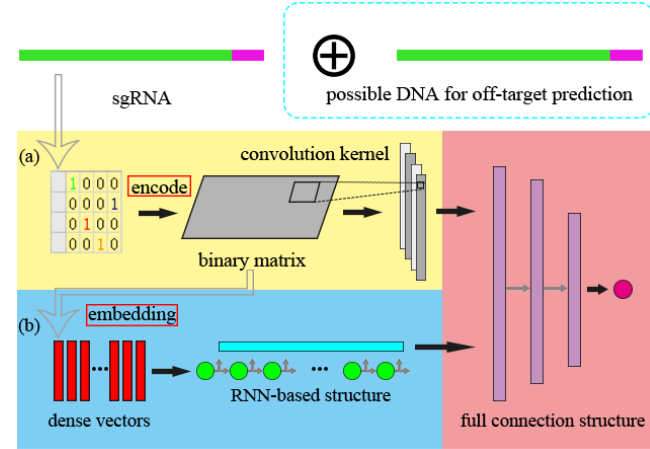 sgRNA
possible DNA for off-target prediction
(a)
convolution kernel
1 0 0 0
0 0 0 1
0 1 0 0
0 0 1 0
encode
binary matrix
(b)
embedding
...
...
dense vectors
RNN-based structure
full connection structure